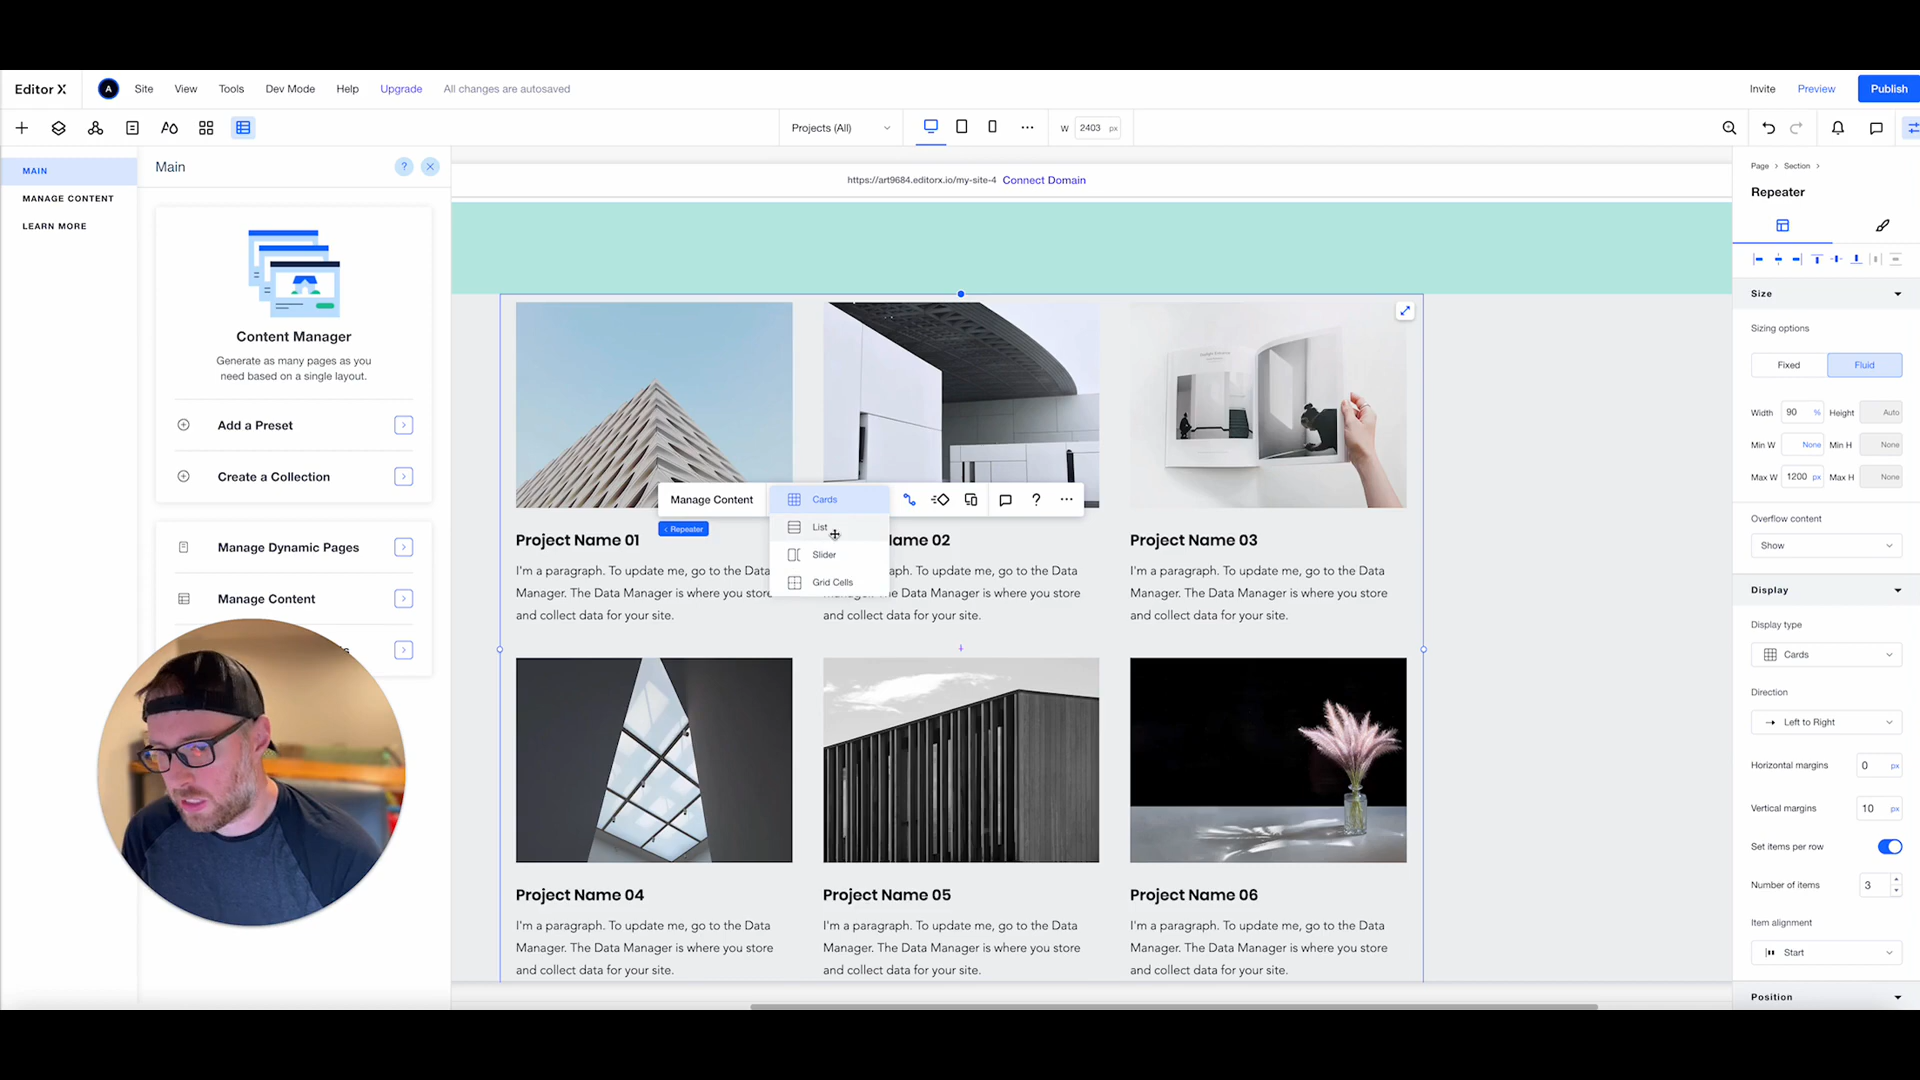 Editor X
A
Site
View
Tools
Dev Mode
Help
Upgrade
All changes are autosaved
Invite
Preview
Publish
Projects (All)
W
2403 px
MAIN
MANAGE CONTENT
LEARN MORE
Main
?
Content Manager
Generate as many pages as you
need based on a single layout.
Add a Preset
Create a Collection
Manage Dynamic Pages
Manage Content
https://art9684.editorx.io/my-site-4 Connect Domain
Manage Content
Cards
List
Slider
Grid Cells
?
< Repeater
Project Name 01
I'm a paragraph. To update me, go to the Data
Manager. The Data Manager is where you store
and collect data for your site.
ame 02
aph. To update me, go to the Data
Manager. The Data Manager is where you store
and collect data for your site.
Project Name 03
I'm a paragraph. To update me, go to the Data
Manager. The Data Manager is where you store
and collect data for your site.
Project Name 04
I'm a paragraph. To update me, go to the Data
Manager. The Data Manager is where you store
and collect data for your site.
Project Name 05
I'm a paragraph. To update me, go to the Data
Manager. The Data Manager is where you store
and collect data for your site.
Project Name 06
I'm a paragraph. To update me, go to the Data
Manager. The Data Manager is where you store
and collect data for your site.
Page > Section >
Repeater
Size
Sizing options
Fixed
Fluid
Width 90 % Height Auto
Min W None Min H None
Max W 1200 px Max H None
Overflow content
Show
Display
Display type
Cards
Direction
Left to Right
Horizontal margins 0 px
Vertical margins 10 px
Set items per row
Number of items 3
Item alignment
Start
Position